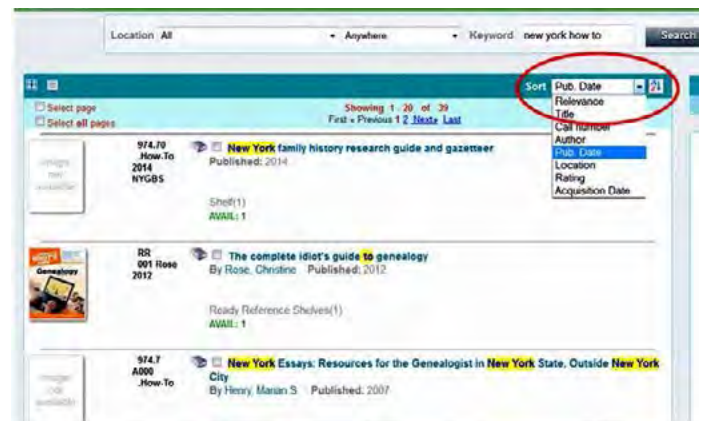 Location All Anywhere Keyword new york how to Search
Sort Pub. Date
Relevance
Title
Call number
Author
Pub. Date
Location
Rating
Acquisition Date
Select page
Select all pages
Showing 1 - 20 of 39
First « Previous 1 2 Next» Last
974.70
.How-To
2014
NYGBS
New York family history research guide and gazetteer
Published: 2014
Shelf(1)
AVAIL: 1
Genealogy
RR
001 Rose
2012
The complete idiot's guide to genealogy
By Rose, Christine Published: 2012
Ready Reference Shelves(1)
AVAIL: 1
974.7
A000
.How-To
New York Essays: Resources for the Genealogist in New York State, Outside New York
City
By Henry, Marian S Published: 2007